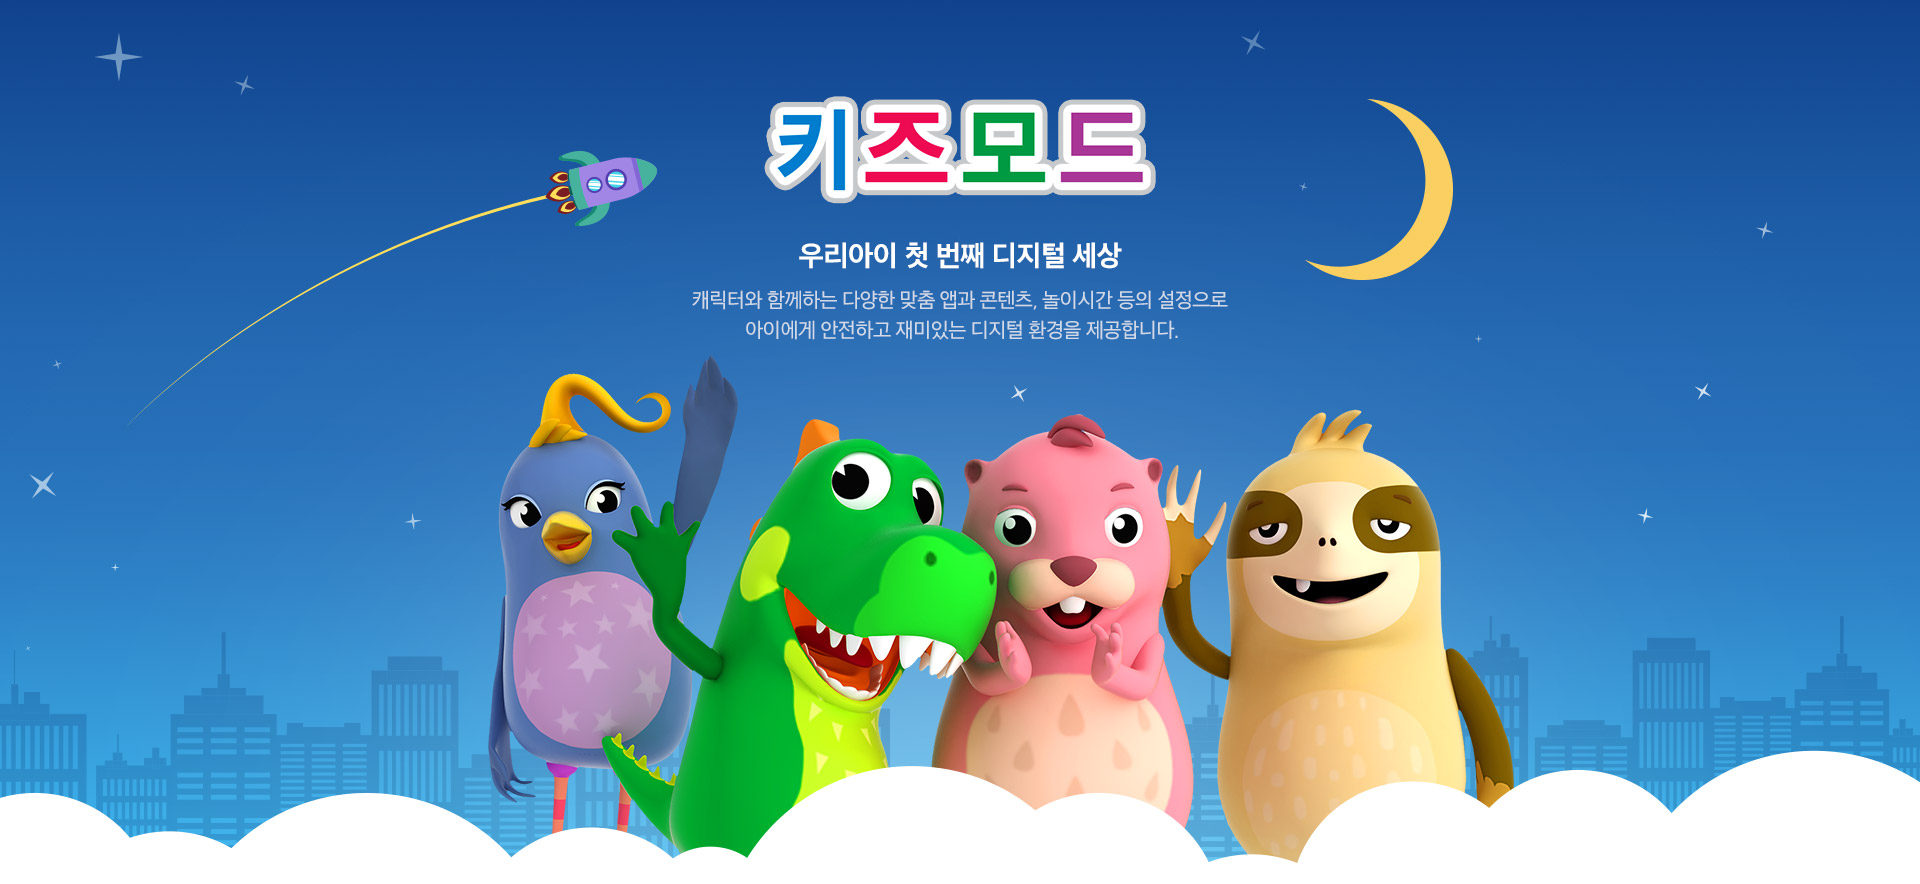 키즈모드
우리아이 첫 번째 디지털 세상
캐릭터와 함께하는 다양한 맞춤 앱과 콘텐츠, 놀이시간 등의 설정으로
아이에게 안전하고 재미있는 디지털 환경을 제공합니다.